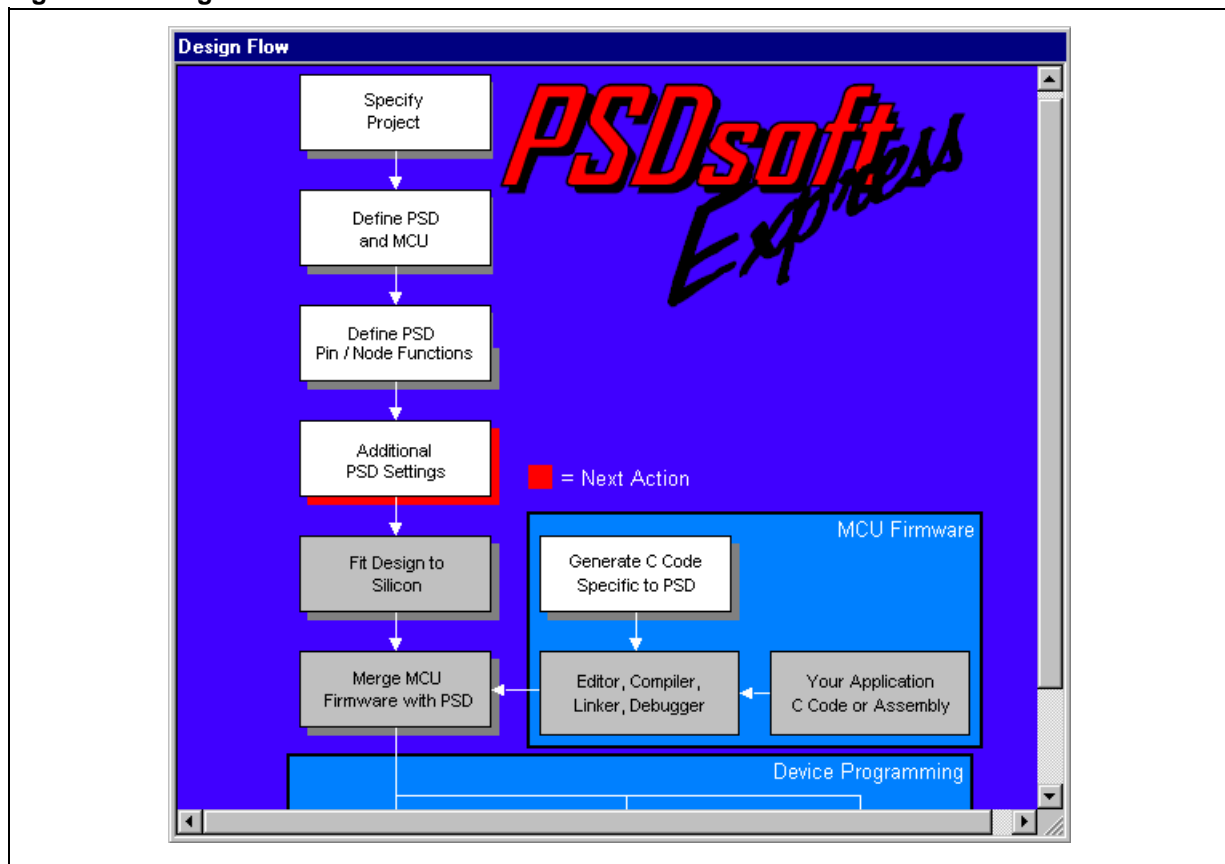 Design Flow
PSDsoft
Express
Specify
Project
Define PSD
and MCU
Define PSD
Pin / Node Functions
Additional
PSD Settings
= Next Action
MCU Firmware
Fit Design to
Silicon
Generate C Code
Specific to PSD
Merge MCU
Firmware with PSD
Editor, Compiler,
Linker, Debugger
Your Application
C Code or Assembly
Device Programming